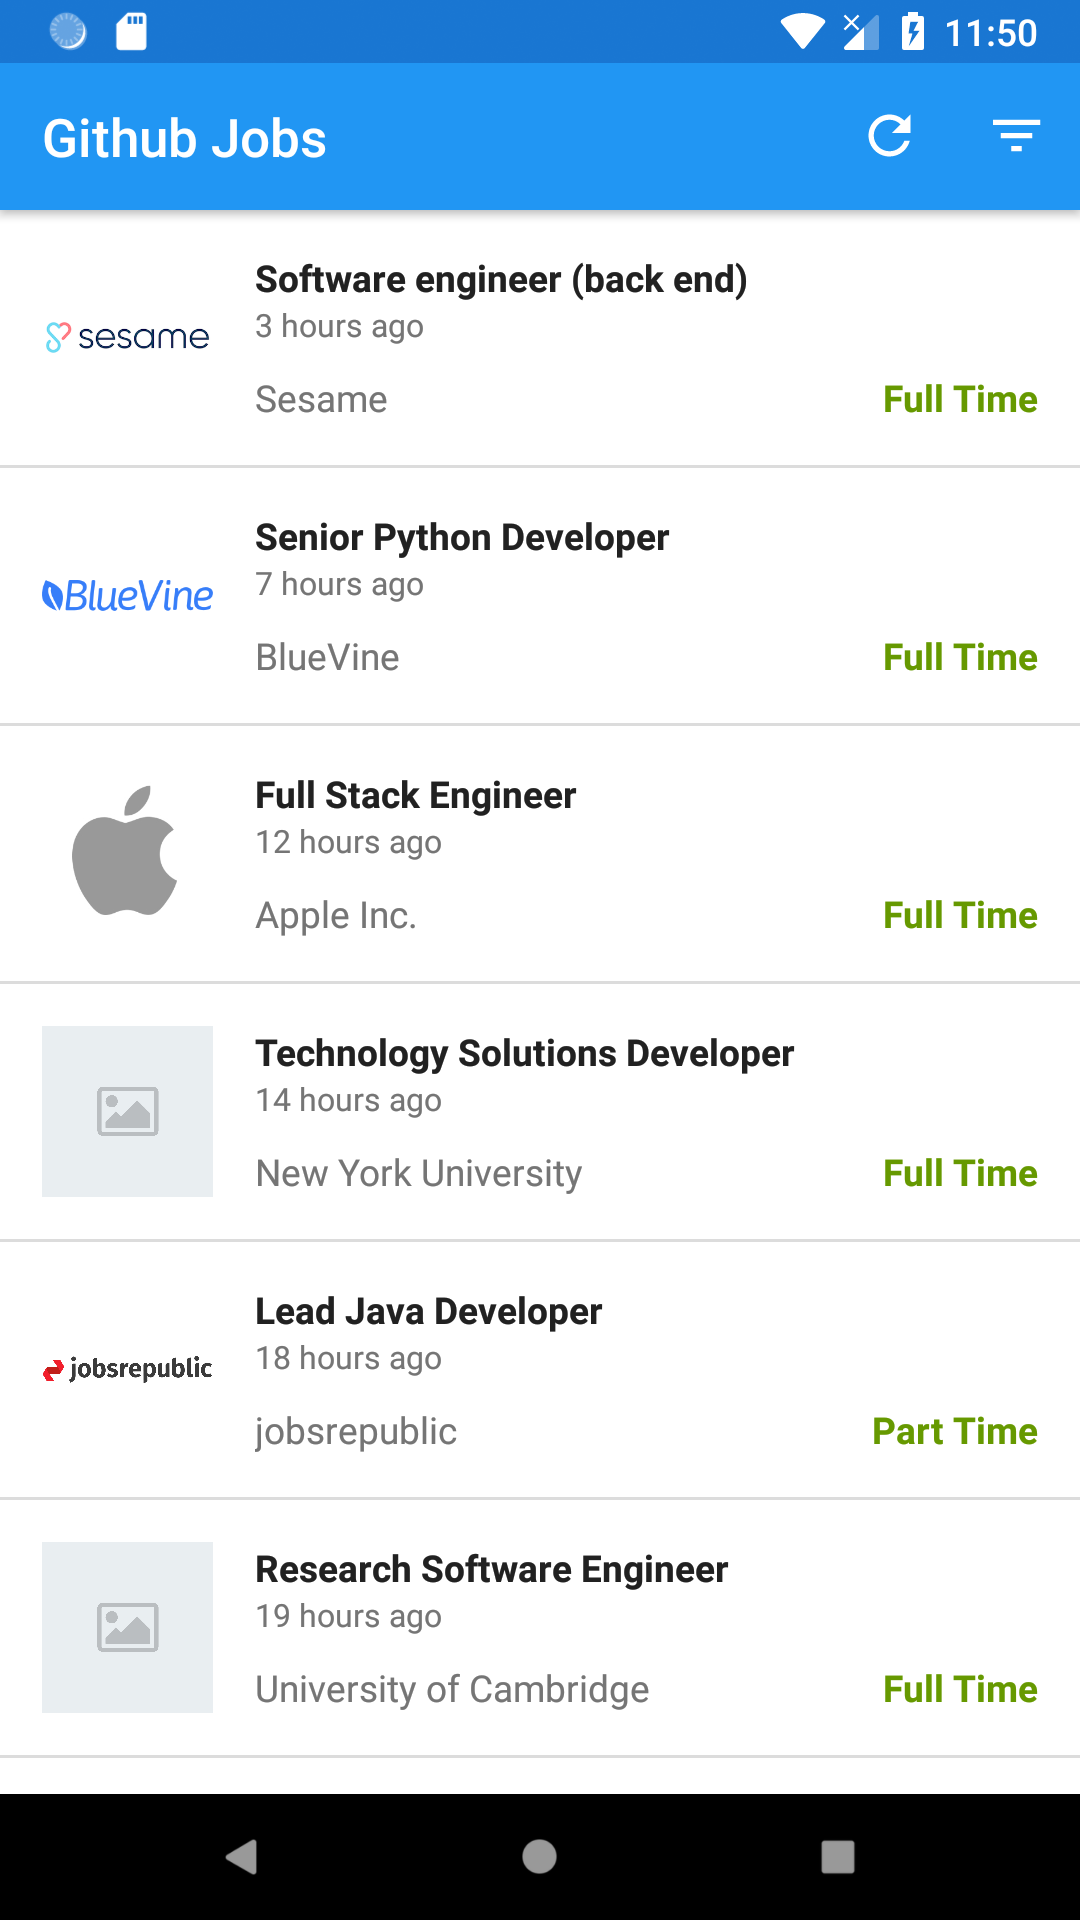 11:50
Github Jobs
Software engineer (back end)
3 hours ago
sesame
Sesame
Full Time
Senior Python Developer
7 hours ago
BlueVine
BlueVine
Full Time
Full Stack Engineer
12 hours ago
Apple Inc.
Full Time
Technology Solutions Developer
14 hours ago
New York University
Full Time
Lead Java Developer
18 hours ago
jobsrepublic
jobsrepublic
Part Time
Research Software Engineer
19 hours ago
University of Cambridge
Full Time